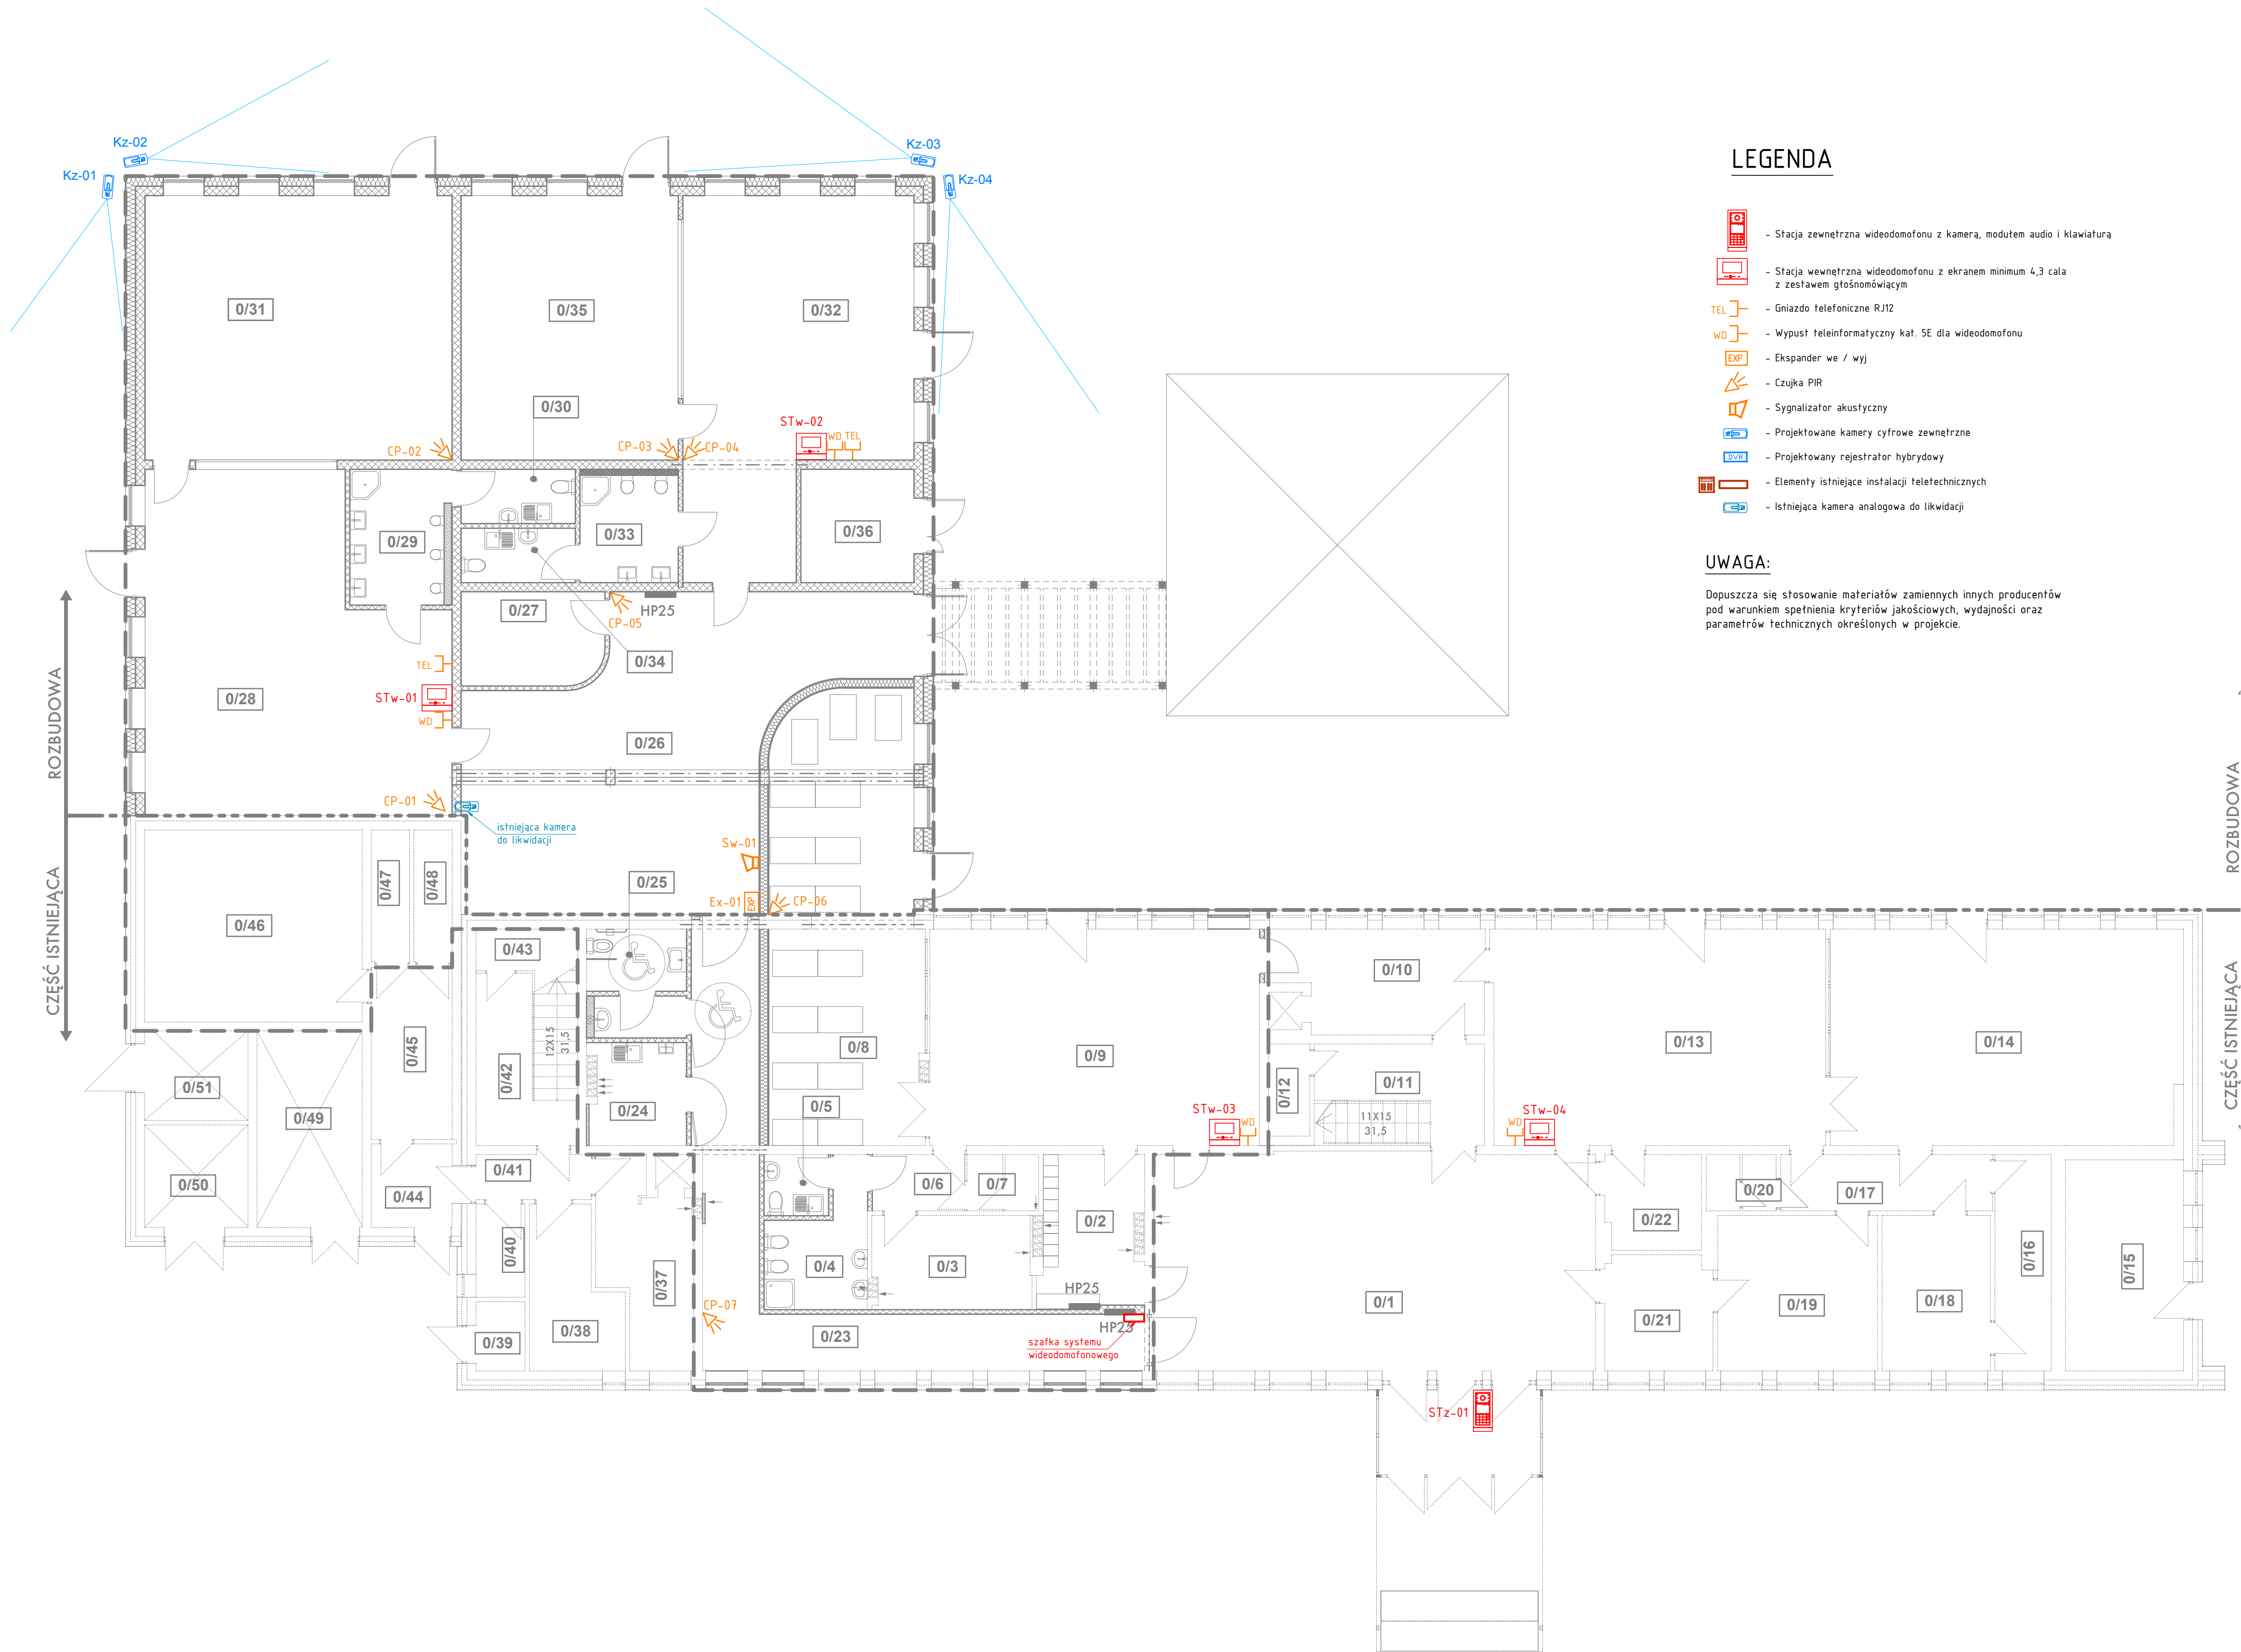 Kz-02
Kz-03
Kz-01
Kz-04
LEGENDA
- Stacja zewnętrzna wideodomofonu z kamerą, modułem audio i klawiaturą
- Stacja wewnętrzna wideodomofonu z ekranem minimum 4,3 cala
z zestawem głośnomówiącym
TEL - Gniazdo telefoniczne RJ12
WD - Wypust teleinformatyczny kat. 5E dla wideodomofonu
EXP - Ekspander we / wyj
- Czujka PIR
- Sygnalizator akustyczny
- Projektowane kamery cyfrowe zewnętrzne
DVR - Projektowany rejestrator hybrydowy
- Elementy istniejące instalacji teletechnicznych
- Istniejąca kamera analogowa do likwidacji
UWAGA:
Dopuszcza się stosowanie materiałów zamiennych innych producentów
pod warunkiem spełnienia kryteriów jakościowych, wydajności oraz
parametrów technicznych określonych w projekcie.
0/31
0/35
0/32
0/30
STw-02
WD TEL
CP-02
CP-03
CP-04
0/29
0/33
0/36
0/27
HP25
CP-05
0/34
TEL
0/28
STw-01
WD
0/26
ROZBUDOWA
CZĘŚĆ ISTNIEJĄCA
ROZBUDOWA
CZĘŚĆ ISTNIEJĄCA
CP-01
istniejąca kamera
do likwidacji
Sw-01
0/25
Ex-01
EXP
CP-06
0/47
0/48
0/46
0/43
0/10
0/45
12X15
31,5
0/42
0/8
0/9
0/13
0/14
0/51
0/49
0/24
0/5
0/12
0/11
11X15
31,5
STw-03
WD
STw-04
WD
0/50
0/44
0/41
0/6
0/7
0/20
0/17
0/2
0/22
0/40
0/37
0/4
0/3
0/16
0/15
HP25
CP-07
0/1
0/21
0/19
0/18
0/39
0/38
0/23
HP25
szafka systemu
wideodomofonowego
STz-01